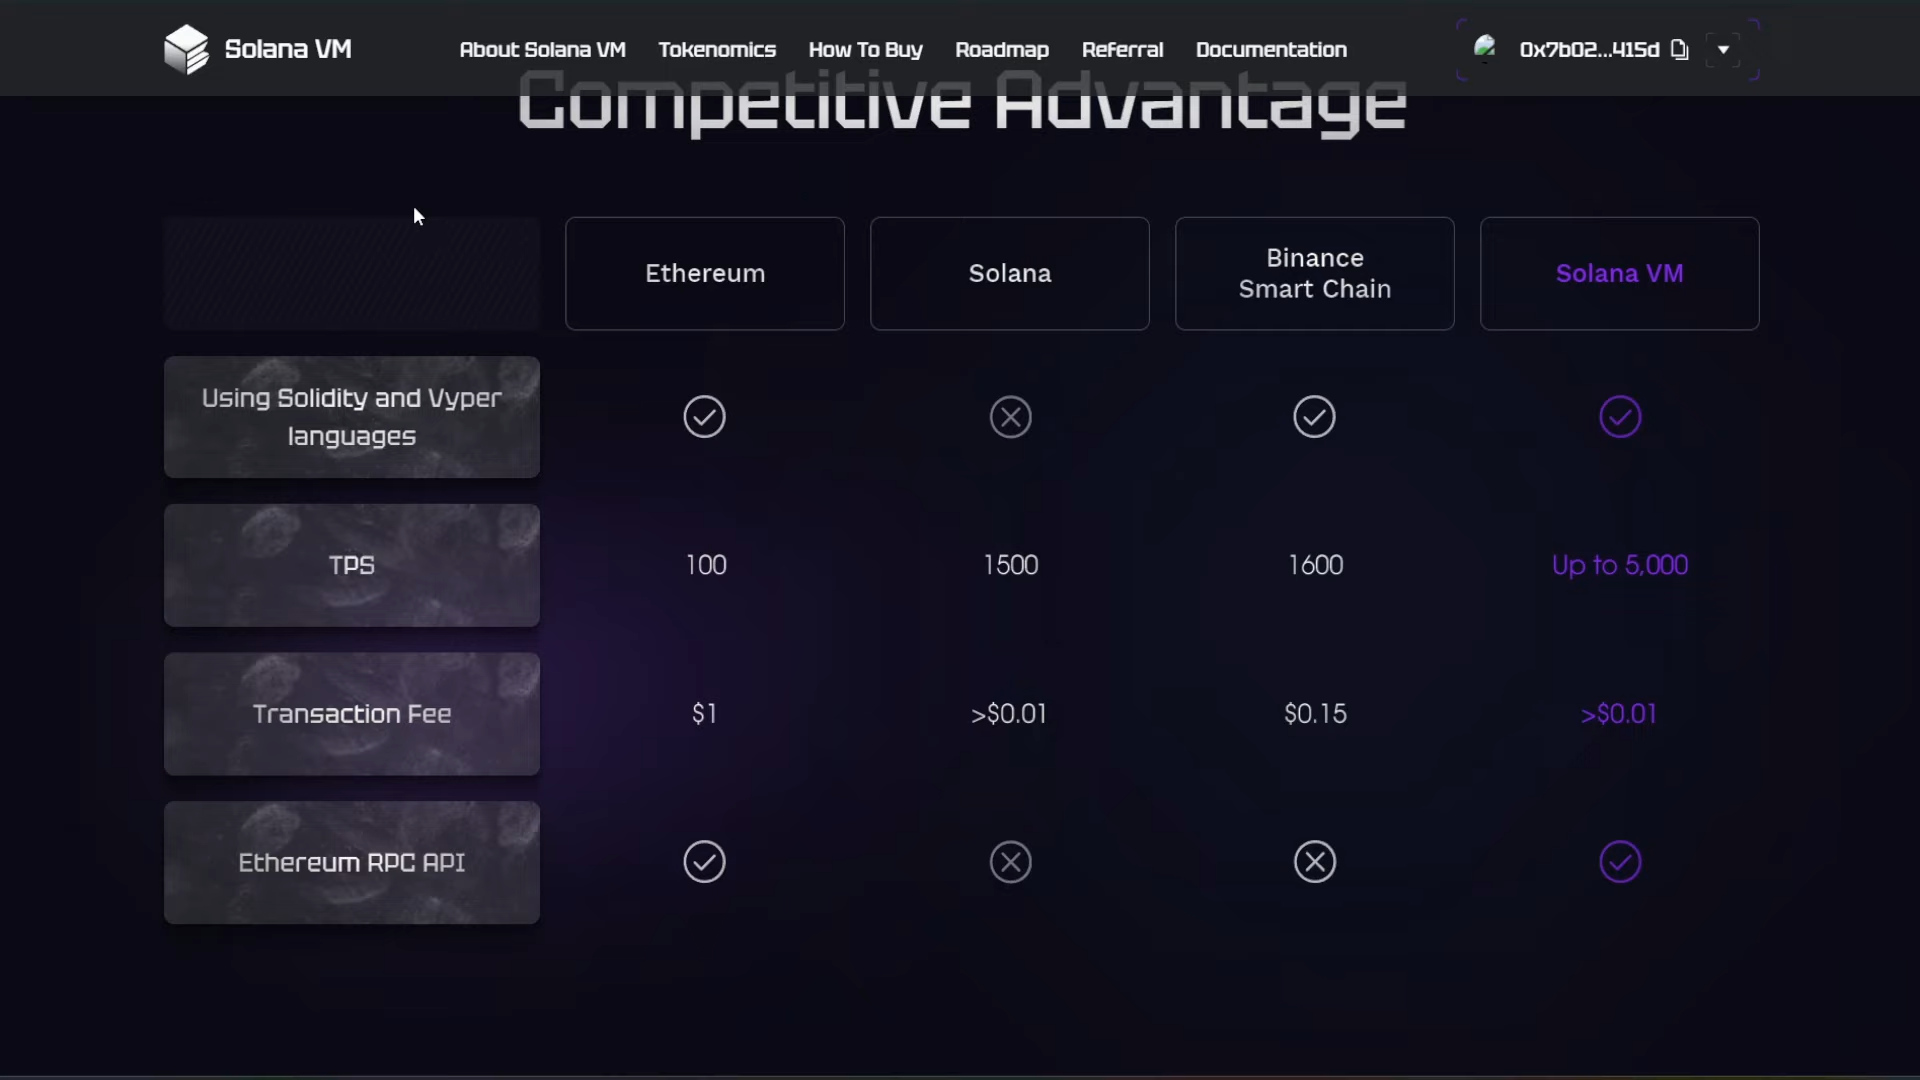 Solana VM
About Solana VM
Tokenomics
How To Buy
Roadmap
Referral
Documentation
0x7b02...415d
Competitive Advantage
Ethereum
Solana
Binance
Smart Chain
Solana VM
Using Solidity and Vyper
languages
TPS
100
1500
1600
Up to 5,000
Transaction Fee
$1
>$0.01
$0.15
>$0.01
Ethereum RPC API